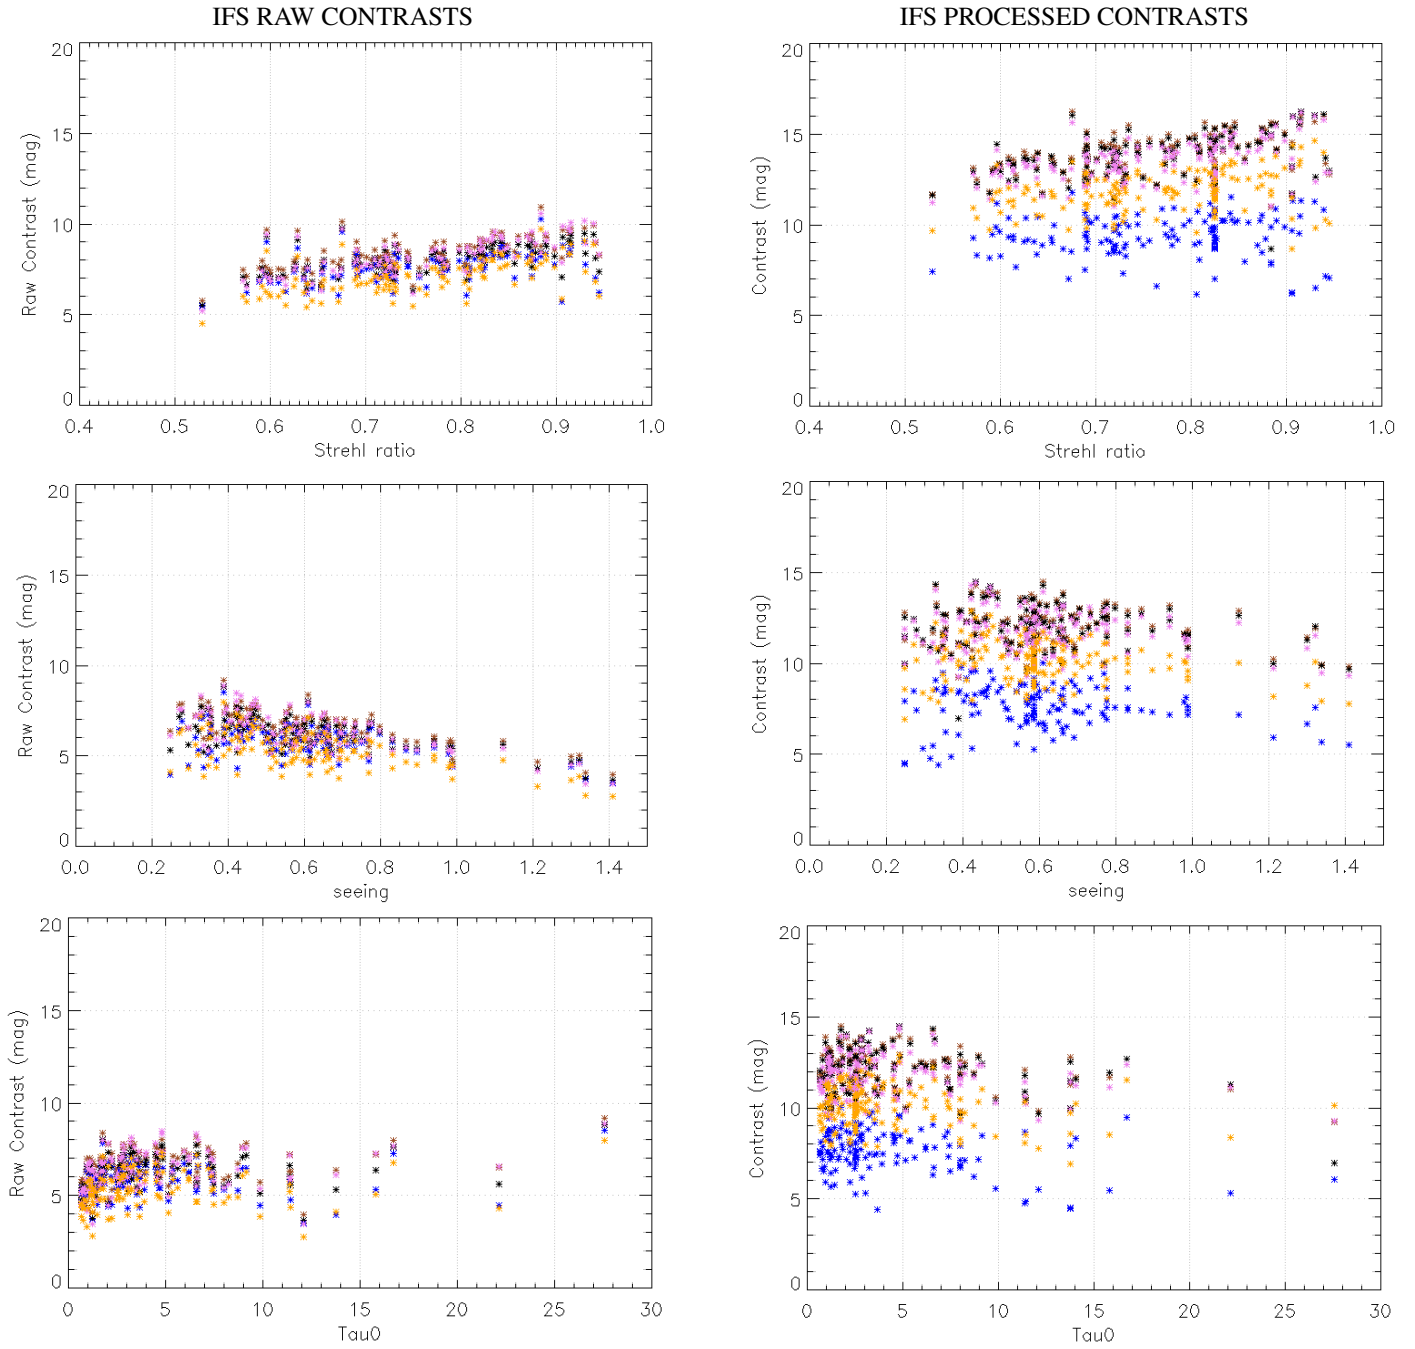 IFS RAW CONTRASTS
IFS PROCESSED CONTRASTS
20
15
10
5
0
Raw Contrast (mag)
0.4 0.5 0.6 0.7 0.8 0.9 1.0
Strehl ratio
20
15
10
5
0
Contrast (mag)
0.4 0.5 0.6 0.7 0.8 0.9 1.0
Strehl ratio
20
15
10
5
0
Raw Contrast (mag)
0.0 0.2 0.4 0.6 0.8 1.0 1.2 1.4
seeing
20
15
10
5
0
Contrast (mag)
0.0 0.2 0.4 0.6 0.8 1.0 1.2 1.4
seeing
20
15
10
5
0
Raw Contrast (mag)
0 5 10 15 20 25 30
Tau0
20
15
10
5
0
Contrast (mag)
0 5 10 15 20 25 30
Tau0